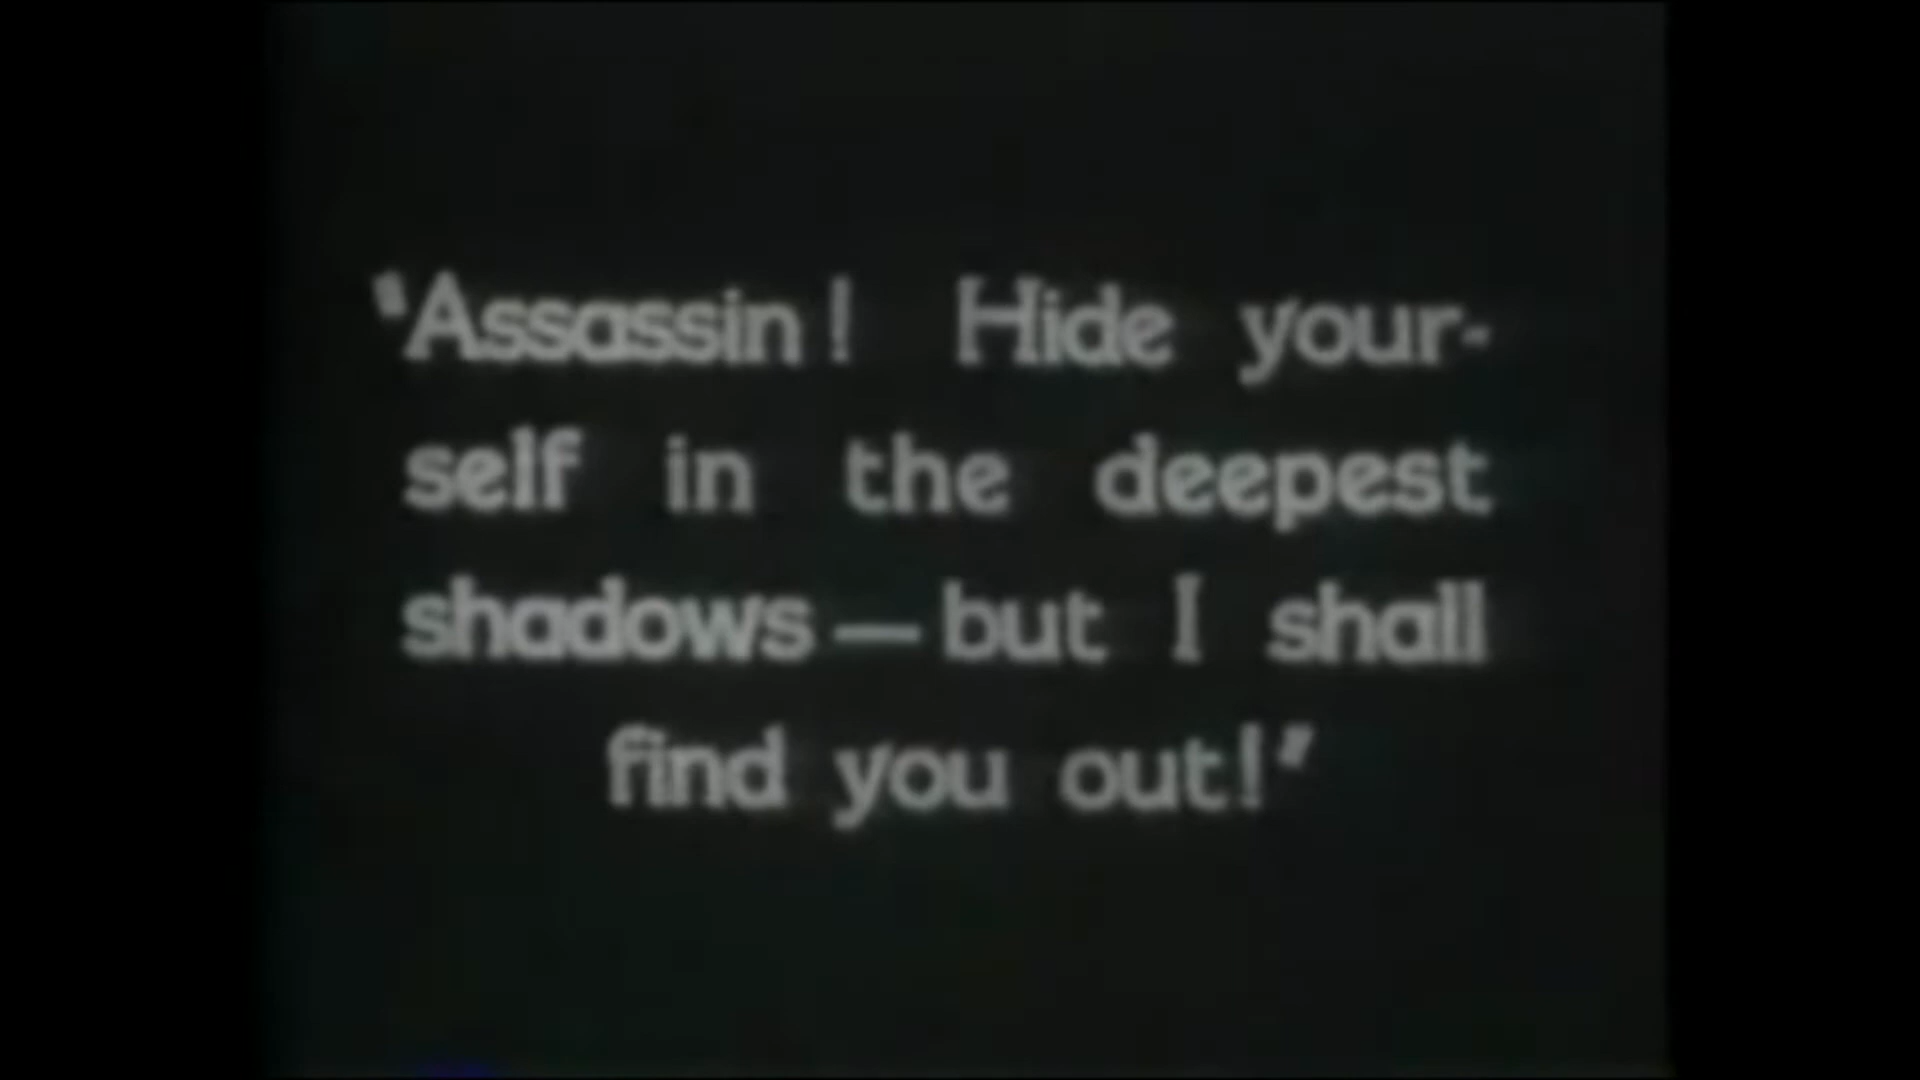 "Assassin! Hide your-
self in the deepest
shadows—but I shall
find you out!"